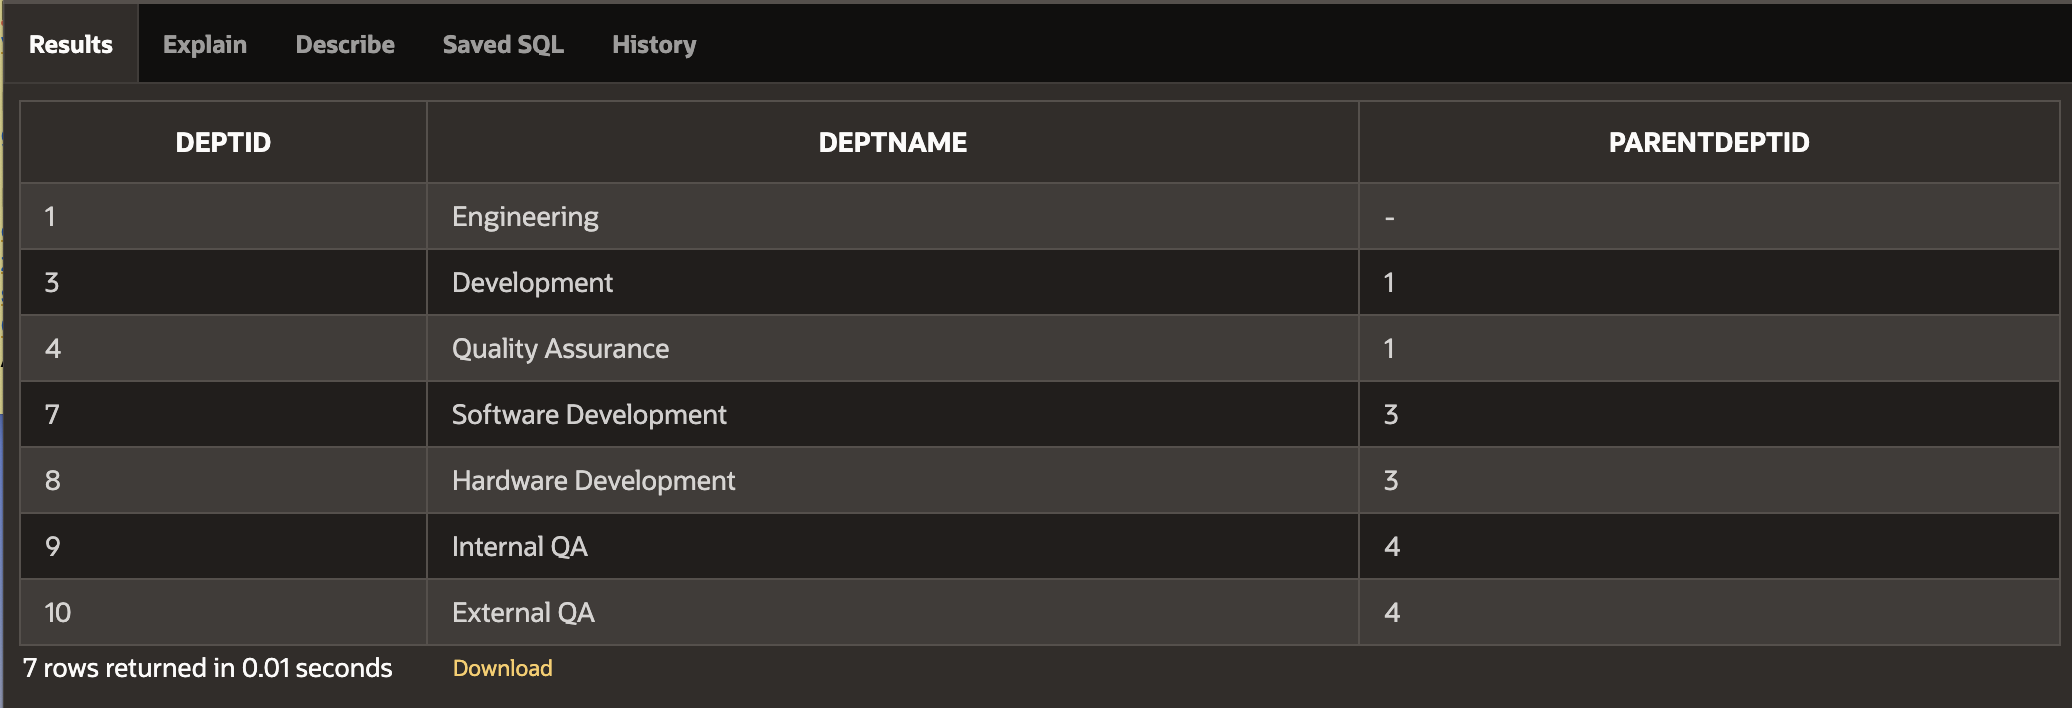 Results Explain Describe Saved SQL History
DEPTID DEPTNAME PARENTDEPTID
1 Engineering -
3 Development 1
4 Quality Assurance 1
7 Software Development 3
8 Hardware Development 3
9 Internal QA 4
10 External QA 4
7 rows returned in 0.01 seconds Download